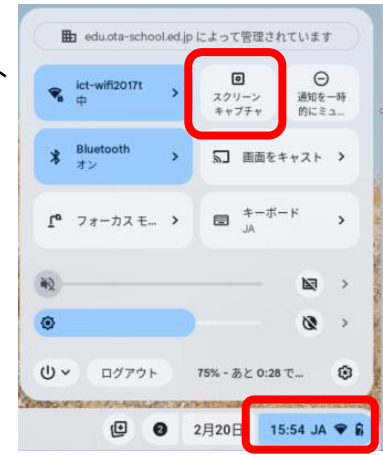 edu.ota-school.ed.jp によって管理されています
ict-wifi2017t
中
スクリーン
キャプチャ
通知を一時
的にミュ...
Bluetooth
オン
画面をキャスト
フォーカス モ...
キーボード
JA
ログアウト
75% - あと 0:28 で...
2
2月20日
15:54 JA